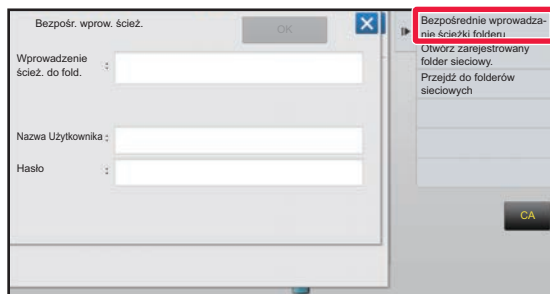 Bezpośr. wprow. ścież.
OK
Wprowadzenie :
ścież. do fold.
Nazwa Użytkownika :
Hasło :
Bezpośrednie wprowadza-
nie ścieżki folderu
Otwórz zarejestrowany
folder sieciowy.
Przejdź do folderów
sieciowych
CA